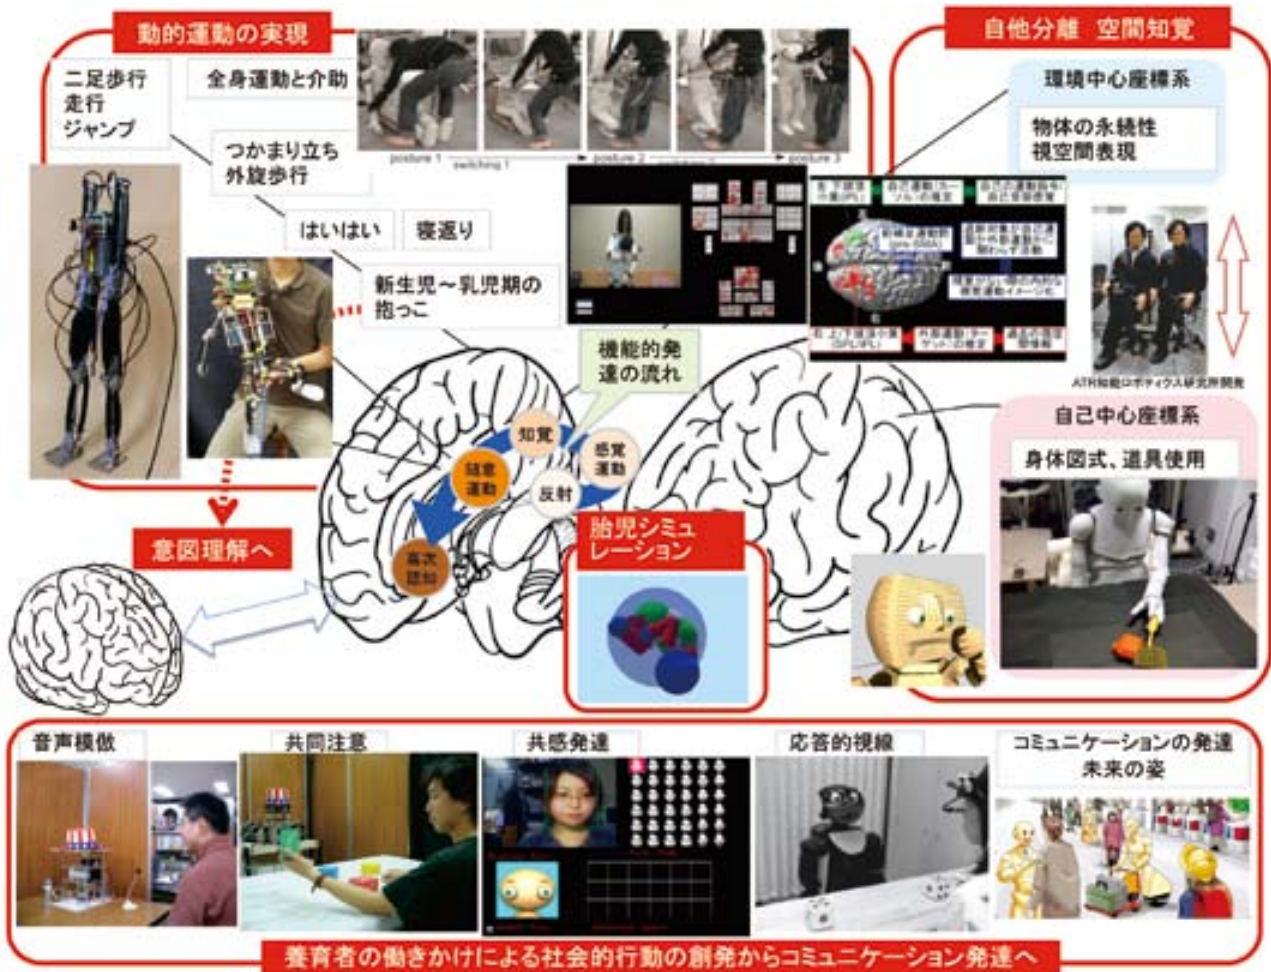 動的運動の実現
二足歩行
走行
ジャンプ
全身運動と介助
つかまり立ち
外旋歩行
はいはい
寝返り
新生児～乳児期の
抱っこ
posture 1
switching 1
posture 2
posture 3
自他分離 空間知覚
環境中心座標系
物体の永続性
視空間表現
ATR知能ロボティクス研究所開発
自己中心座標系
身体図式、道具使用
機能的発
達の流れ
知覚
感覚
運動
随意
運動
反射
高次
認知
意図理解へ
胎児シミュ
レーション
音声模倣
共同注意
共感発達
応答的視線
コミュニケーションの発達
未来の姿
養育者の働きかけによる社会的行動の創発からコミュニケーション発達へ